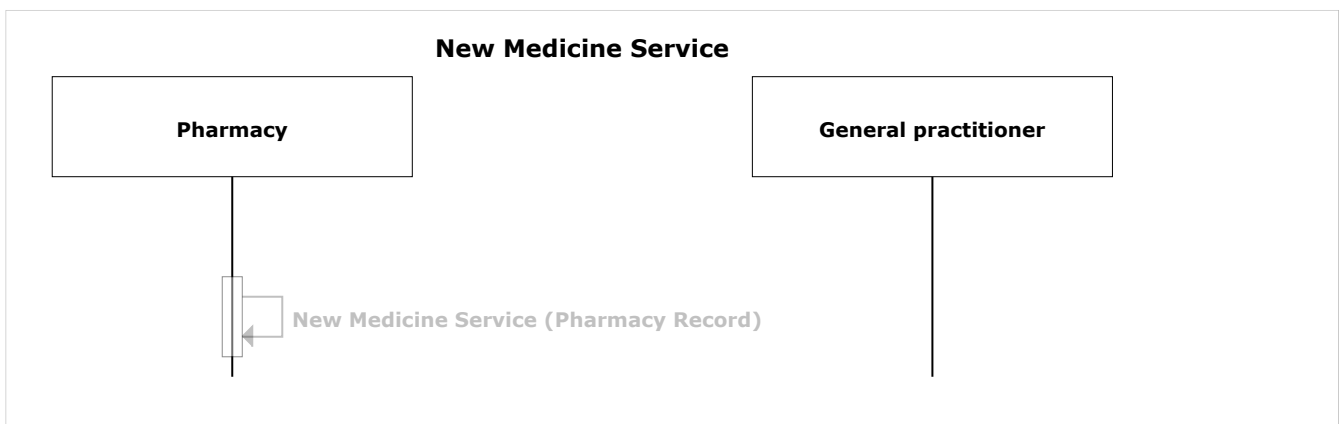 New Medicine Service
Pharmacy
General practitioner
New Medicine Service (Pharmacy Record)